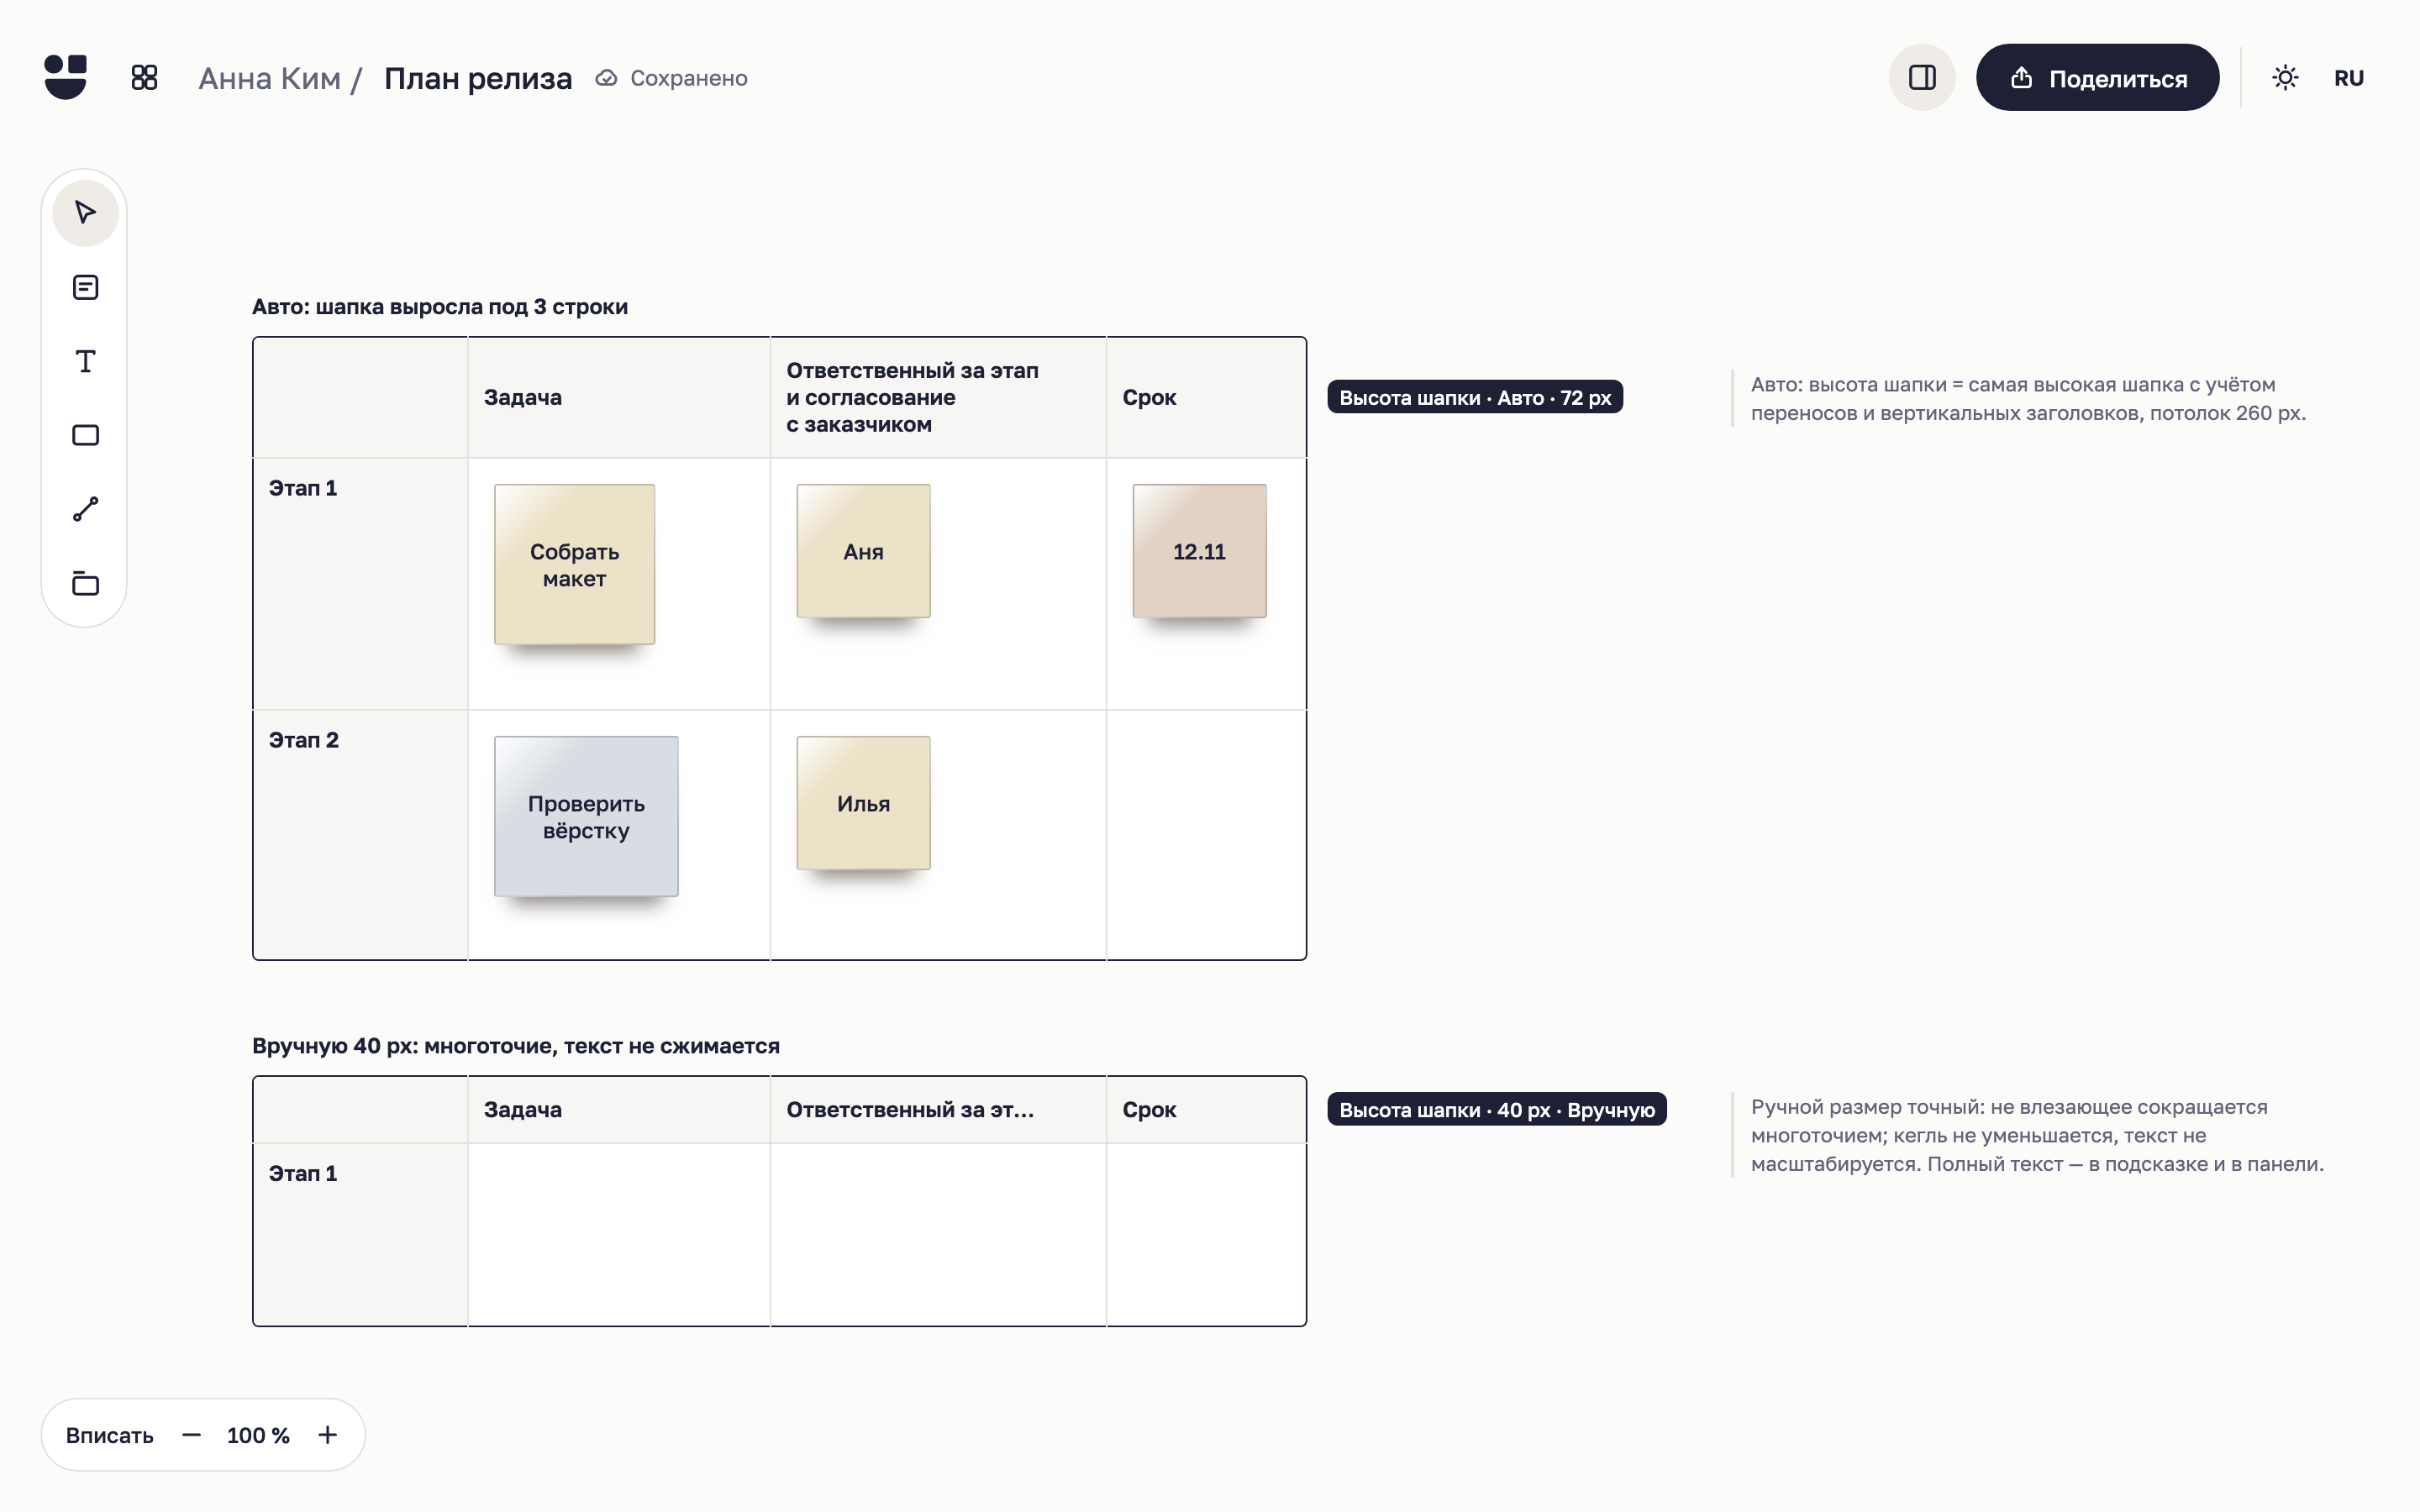 Анна Ким / План релиза Сохранено
Поделиться
RU
Авто: шапка выросла под 3 строки
Задача
Ответственный за этап
и согласование
с заказчиком
Срок
Высота шапки · Авто · 72 px
Авто: высота шапки = самая высокая шапка с учётом
переносов и вертикальных заголовков, потолок 260 px.
Этап 1
Собрать
макет
Аня
12.11
Этап 2
Проверить
вёрстку
Илья
Вручную 40 px: многоточие, текст не сжимается
Задача
Ответственный за эт…
Срок
Высота шапки · 40 px · Вручную
Ручной размер точный: не влезающее сокращается
многоточием; кегль не уменьшается, текст не
масштабируется. Полный текст — в подсказке и в панели.
Этап 1
Вписать — 100 % +